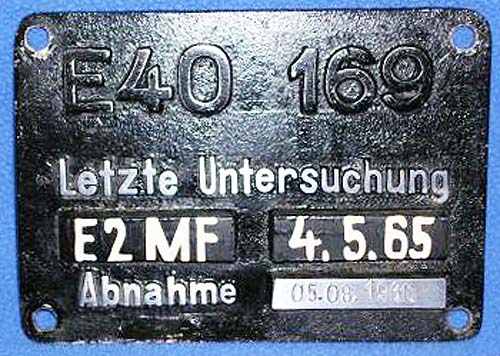 E40 169
Letzte Untersuchung
E2 MF 4.5.65
Abnahme 05.08.